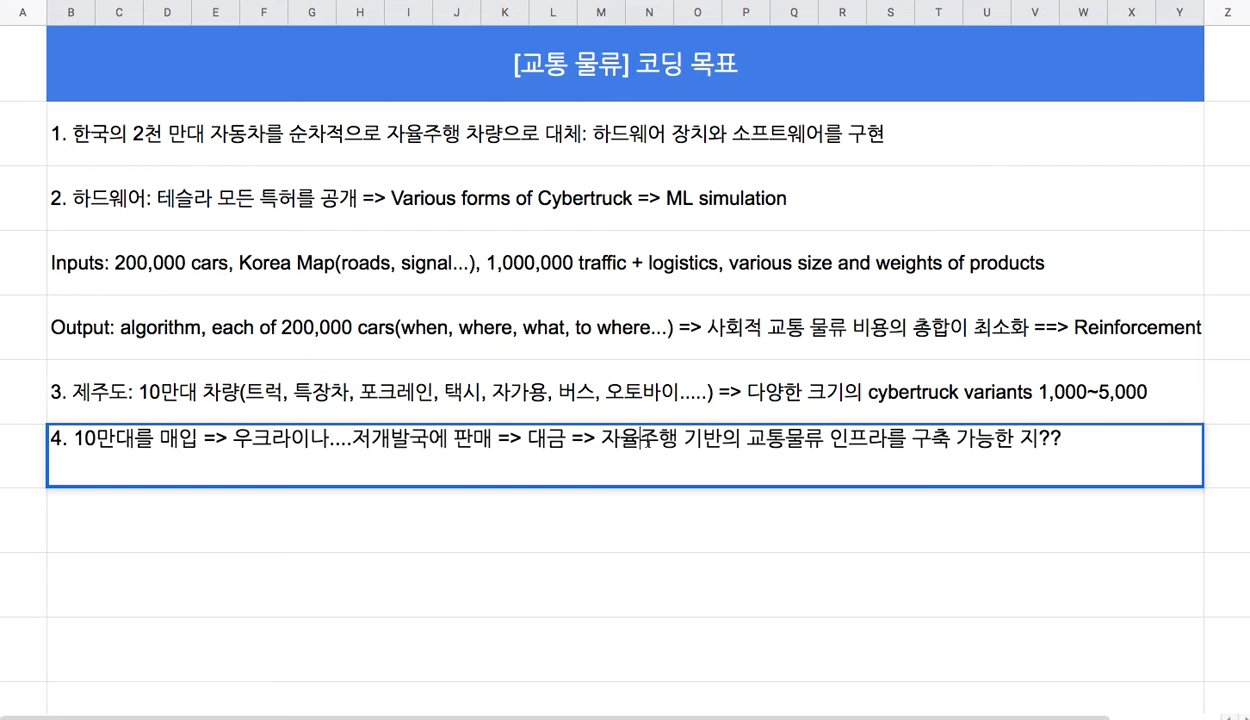 A B C D E F G H I J K L M N O P Q R S T U V W X Y Z
[교통 물류] 코딩 목표
1. 한국의 2천 만대 자동차를 순차적으로 자율주행 차량으로 대체: 하드웨어 장치와 소프트웨어를 구현
2. 하드웨어: 테슬라 모든 특허를 공개 => Various forms of Cybertruck => ML simulation
Inputs: 200,000 cars, Korea Map(roads, signal...), 1,000,000 traffic + logistics, various size and weights of products
Output: algorithm, each of 200,000 cars(when, where, what, to where...) => 사회적 교통 물류 비용의 총합이 최소화 ==> Reinforcement
3. 제주도: 10만대 차량(트럭, 특장차, 포크레인, 택시, 자가용, 버스, 오토바이.....) => 다양한 크기의 cybertruck variants 1,000~5,000
4. 10만대를 매입 => 우크라이나....저개발국에 판매 => 대금 => 자율주행 기반의 교통물류 인프라를 구축 가능한 지??